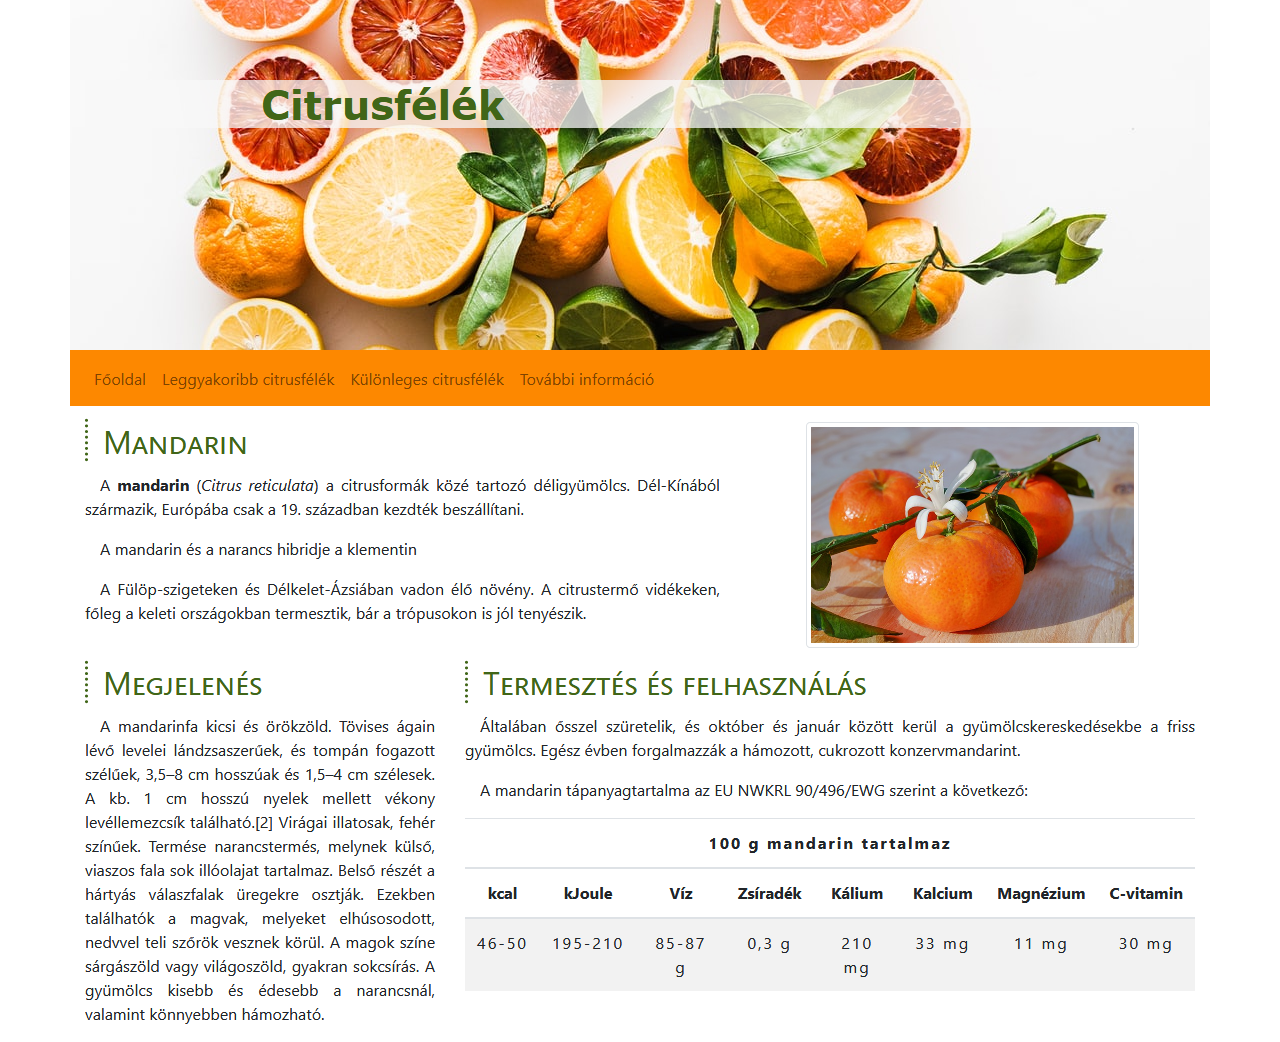 Citrusfélék
Főoldal Leggyakoribb citrusfélék Különleges citrusfélék További információ
Mandarin
A mandarin (Citrus reticulata) a citrusformák közé tartozó déligyümölcs. Dél-Kínából
származik, Európába csak a 19. században kezdték beszállítani.
A mandarin és a narancs hibridje a klementin
A Fülöp-szigeteken és Délkelet-Ázsiában vadon élő növény. A citrustermő vidékeken,
főleg a keleti országokban termesztik, bár a trópusokon is jól tenyészik.
Megjelenés
A mandarinfa kicsi és örökzöld. Tövises ágain
lévő levelei lándzsaszerűek, és tompán fogazott
szélűek, 3,5–8 cm hosszúak és 1,5–4 cm szélesek.
A kb. 1 cm hosszú nyelek mellett vékony
levéllemezcsík található.[2] Virágai illatosak, fehér
színűek. Termése narancstermés, melynek külső,
viaszos fala sok illóolajat tartalmaz. Belső részét a
hártyás válaszfalak üregekre osztják. Ezekben
találhatók a magvak, melyeket elhúsosodott,
nedvvel teli szőrök vesznek körül. A magok színe
sárgászöld vagy világoszöld, gyakran sokcsírás. A
gyümölcs kisebb és édesebb a narancsnál,
valamint könnyebben hámozható.
Termesztés és felhasználás
Általában ősszel szüretelik, és október és január között kerül a gyümölcskereskedésekbe a friss
gyümölcs. Egész évben forgalmazzák a hámozott, cukrozott konzervmandarint.
A mandarin tápanyagtartalma az EU NWKRL 90/496/EWG szerint a következő:
100 g mandarin tartalmaz
kcal kJoule Víz Zsíradék Kálium Kalcium Magnézium C-vitamin
46-50 195-210 85-87 g 0,3 g 210 mg 33 mg 11 mg 30 mg